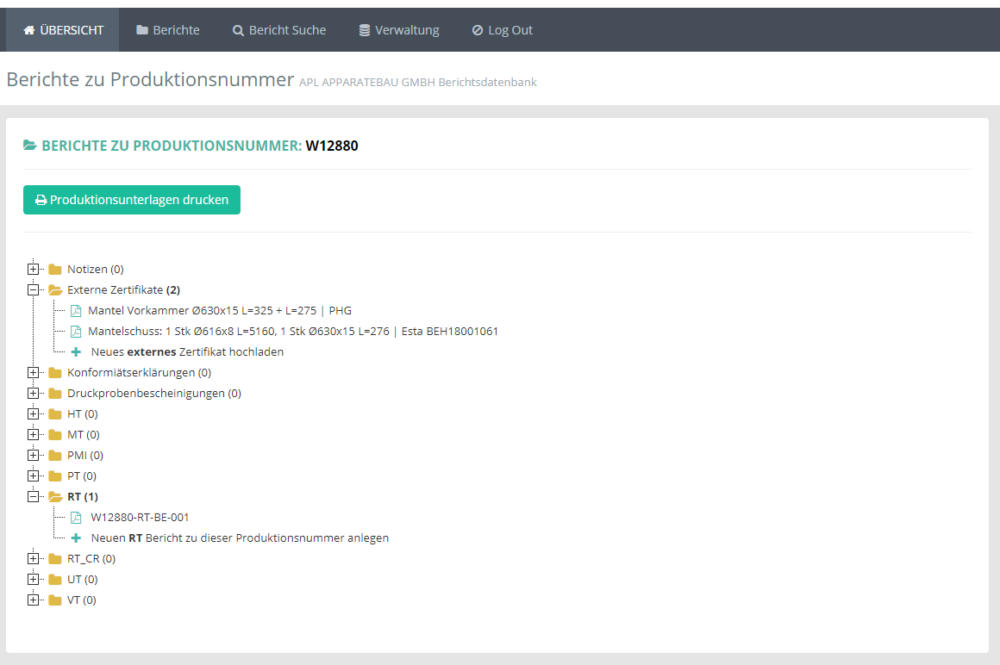 ÜBERSICHT Berichte Bericht Suche Verwaltung Log Out
Berichte zu Produktionsnummer APL APPARATEBAU GMBH Berichtsdatenbank
BERICHTE ZU PRODUKTIONSNUMMER: W12880
Produktionsunterlagen drucken
Notizen (0)
Externe Zertifikate (2)
Mantel Vorkammer Ø630x15 L=325 + L=275 | PHG
Mantelschuss: 1 Stk Ø616x8 L=5160, 1 Stk Ø630x15 L=276 | Esta BEH18001061
Neues externes Zertifikat hochladen
Konformiätserklärungen (0)
Druckprobenbescheinigungen (0)
HT (0)
MT (0)
PMI (0)
PT (0)
RT (1)
W12880-RT-BE-001
Neuen RT Bericht zu dieser Produktionsnummer anlegen
RT_CR (0)
UT (0)
VT (0)